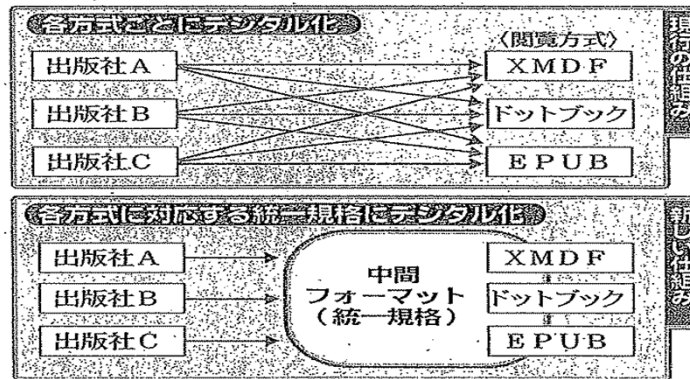 各方式ごとにデジタル化
現行の仕組み
〈閲覧方式〉
出版社A
出版社B
出版社C
XMDF
ドットブック
EPUB
各方式に対応する統一規格にデジタル化
新しい仕組み
出版社A
出版社B
出版社C
中間
フォーマット
(統一規格)
XMDF
ドットブック
EPUB